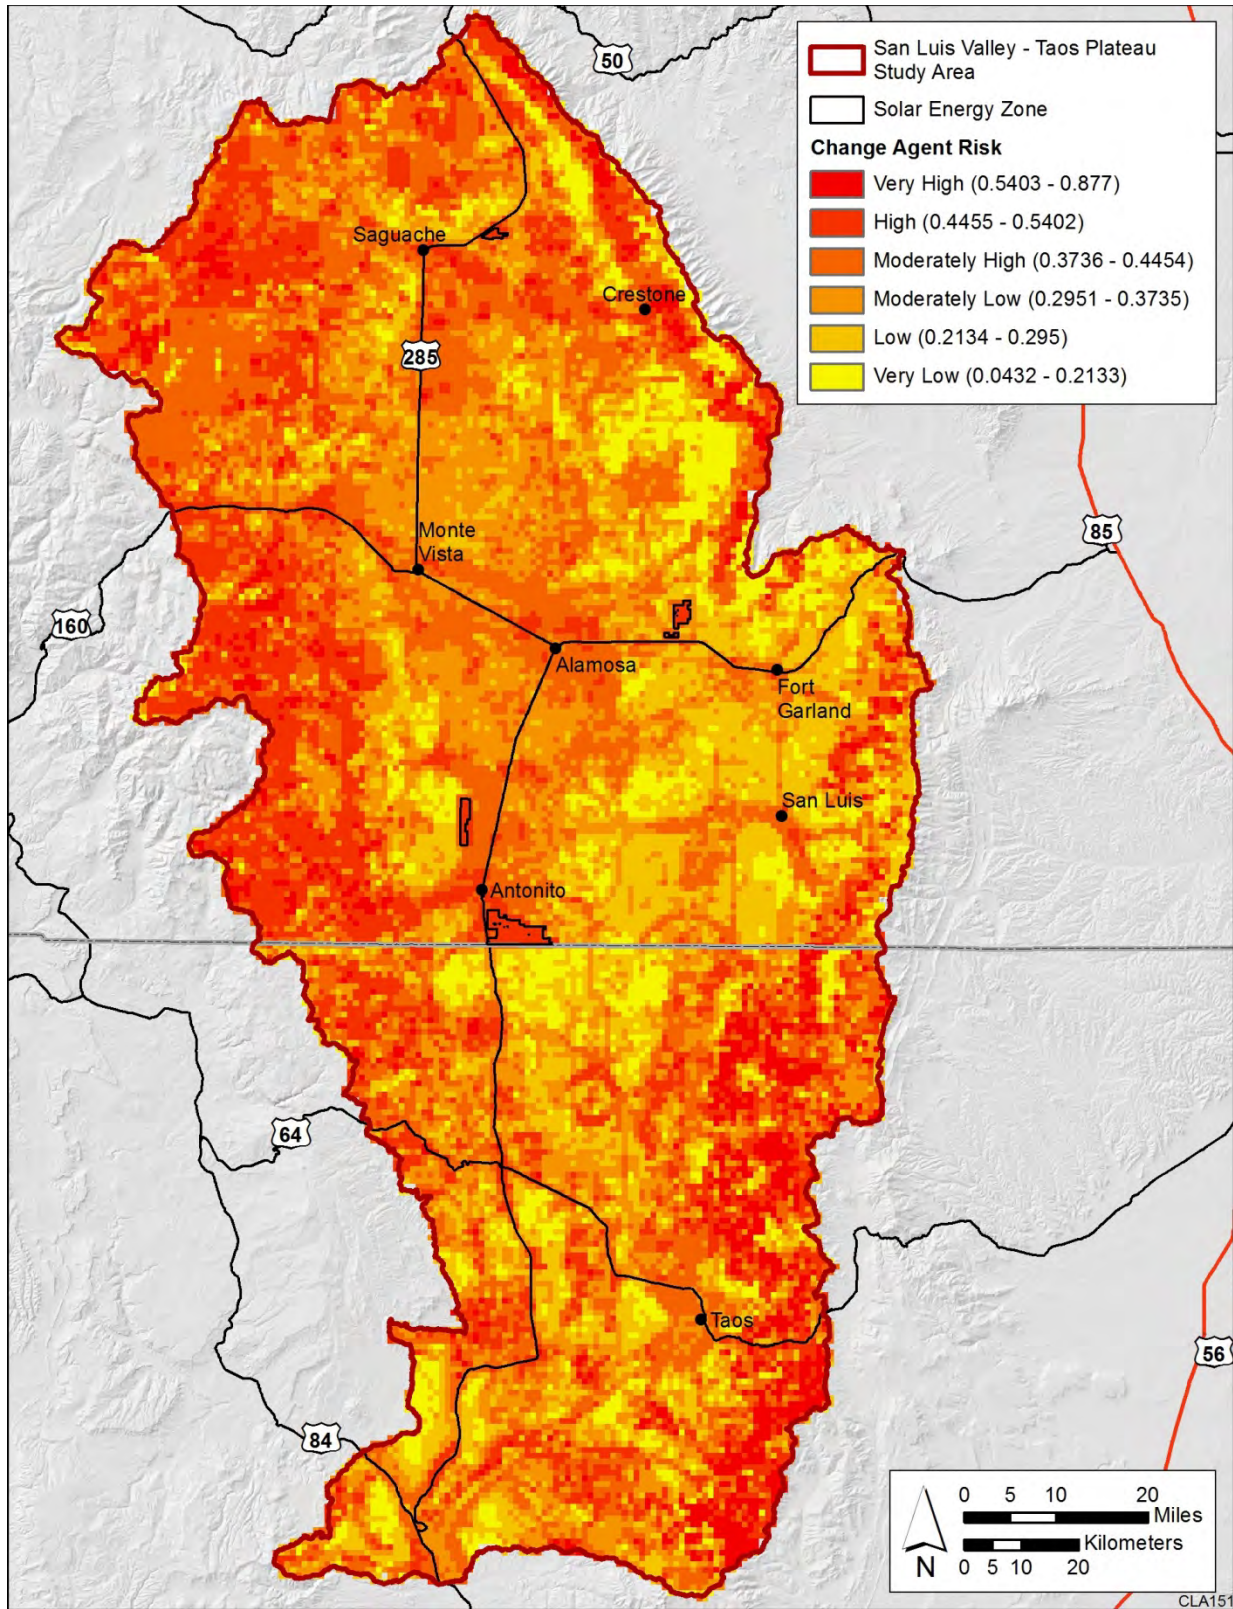 50
San Luis Valley - Taos Plateau
Study Area
Solar Energy Zone
Change Agent Risk
Very High (0.5403 - 0.877)
High (0.4455 - 0.5402)
Moderately High (0.3736 - 0.4454)
Moderately Low (0.2951 - 0.3735)
Low (0.2134 - 0.295)
Very Low (0.0432 - 0.2133)
Saguache
Crestone
285
Monte
Vista
85
160
Alamosa
Fort
Garland
San Luis
Antonito
64
Taos
56
84
0 5 10 20
Miles
Kilometers
0 5 10 20
N
CLA151